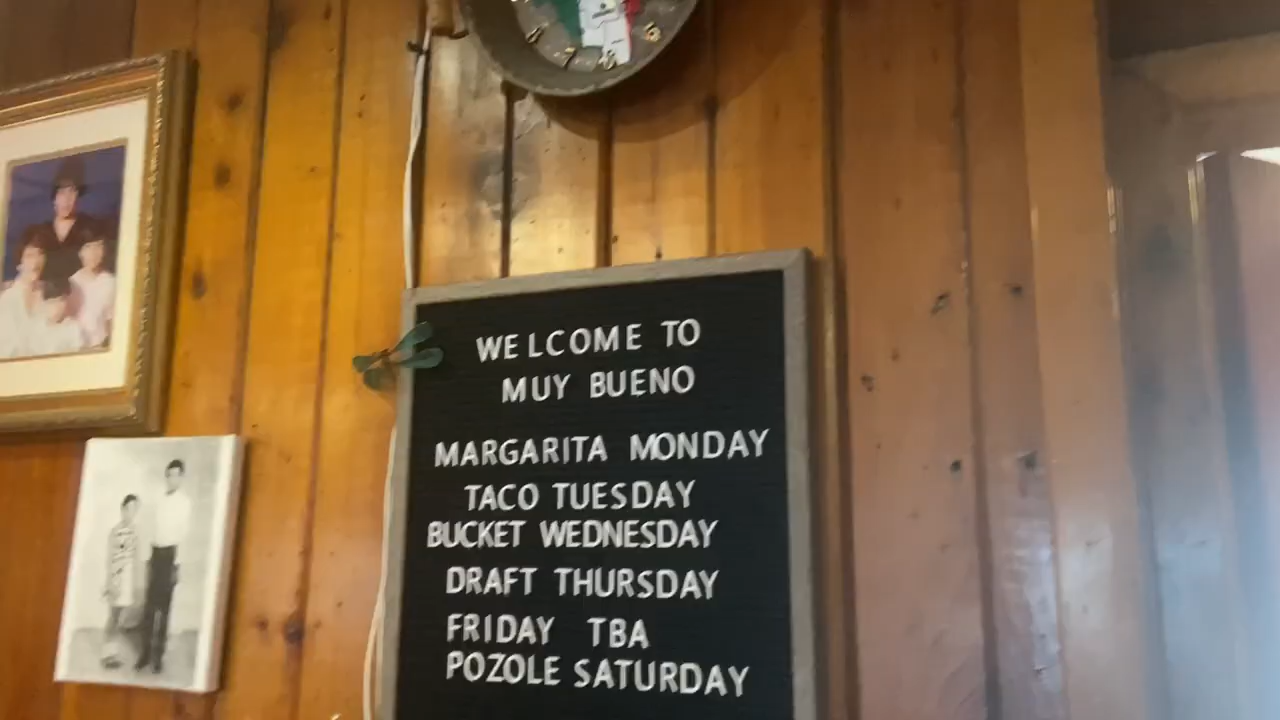 WELCOME TO
MUY BUENO
MARGARITA MONDAY
TACO TUESDAY
BUCKET WEDNESDAY
DRAFT THURSDAY
FRIDAY TBA
POZOLE SATURDAY